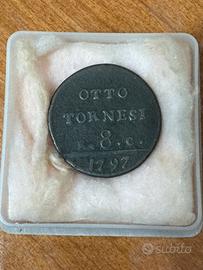 OTTO
TORNESI
8. C.
1797
subito